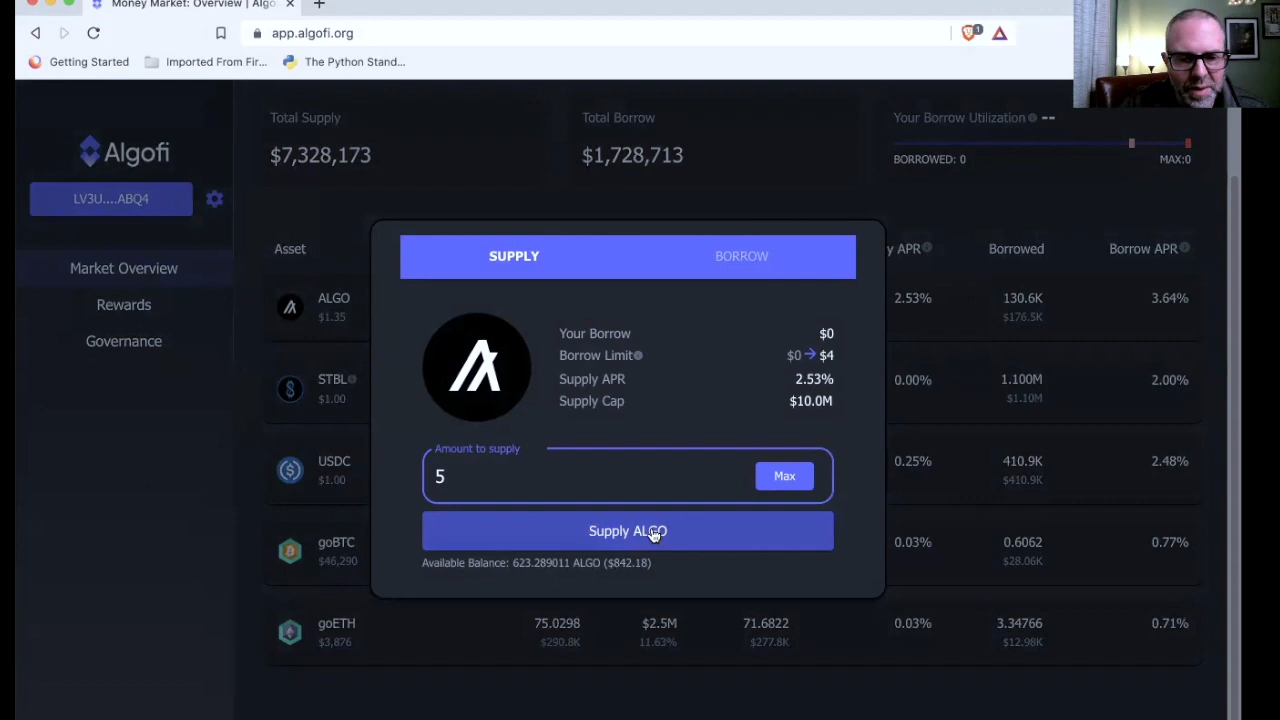 Money Market: Overview | Algo
app.algofi.org
1
Getting Started
Imported From Fir...
The Python Stand...
Algofi
LV3U....ABQ4
Market Overview
Rewards
Governance
Total Supply
$7,328,173
Total Borrow
$1,728,713
Your Borrow Utilization --
BORROWED: 0 MAX:0
Asset
y APR Borrowed Borrow APR
ALGO 2.53% 130.6K 3.64%
$1.35 $176.5K
STBL 0.00% 1.100M 2.00%
$1.00 $1.10M
USDC 0.25% 410.9K 2.48%
$1.00 $410.9K
goBTC 0.03% 0.6062 0.77%
$46,290 $28.06K
goETH 75.0298 $2.5M 71.6822 0.03% 3.34766 0.71%
$3,876 $290.8K 11.63% $277.8K $12.98K
SUPPLY BORROW
Your Borrow $0
Borrow Limit $0 → $4
Supply APR 2.53%
Supply Cap $10.0M
Amount to supply
5 Max
Supply ALGO
Available Balance: 623.289011 ALGO ($842.18)